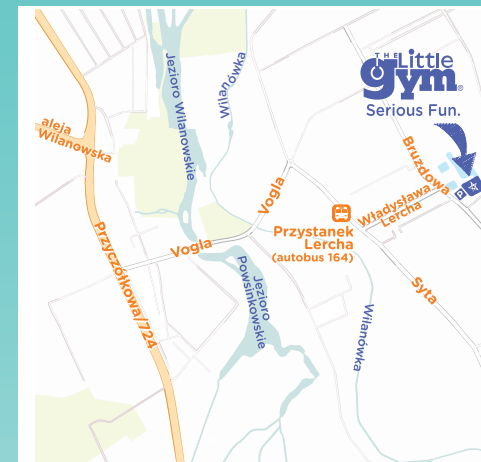 THE Little
gym®
Serious Fun.
Jezioro Wilanowskie
Wilanówka
aleja
Wilanowska
Bruzdowa
Vogla
Władysława
Lercha
P
Przystanek
Lercha
(autobus 164)
Przyczółkowa/724
Vogla
Jezioro
Powsinkowskie
Syta
Wilanówka